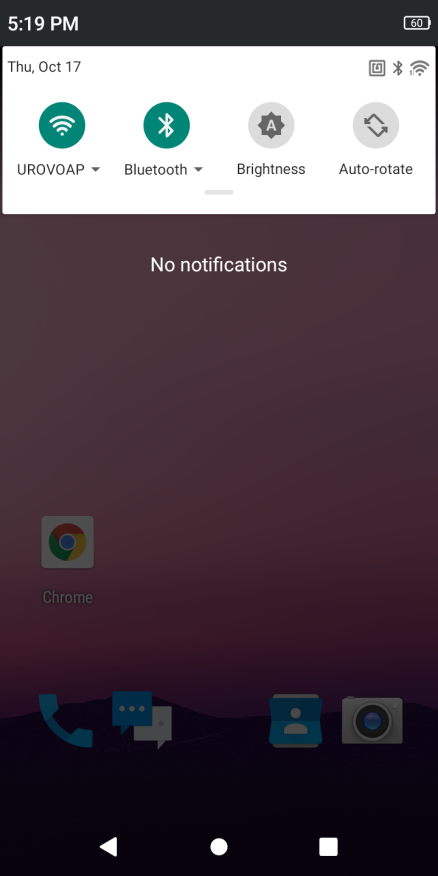 5:19 PM 60
Thu, Oct 17
UROVOAP Bluetooth Brightness Auto-rotate
No notifications
Chrome